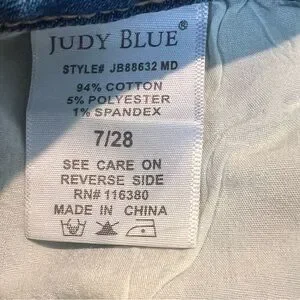 JUDY BLUE®
STYLE# JB88632 MD
94% COTTON
5% POLYESTER
1% SPANDEX
7/28
SEE CARE ON
REVERSE SIDE
RN# 116380
MADE IN CHINA